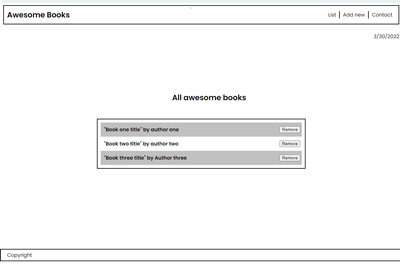 Awesome Books
List Add new Contact
3/30/2022
All awesome books
"Book one title" by author one Remove
"Book two title" by author two Remove
"Book three title" by Author three Remove
Copyright